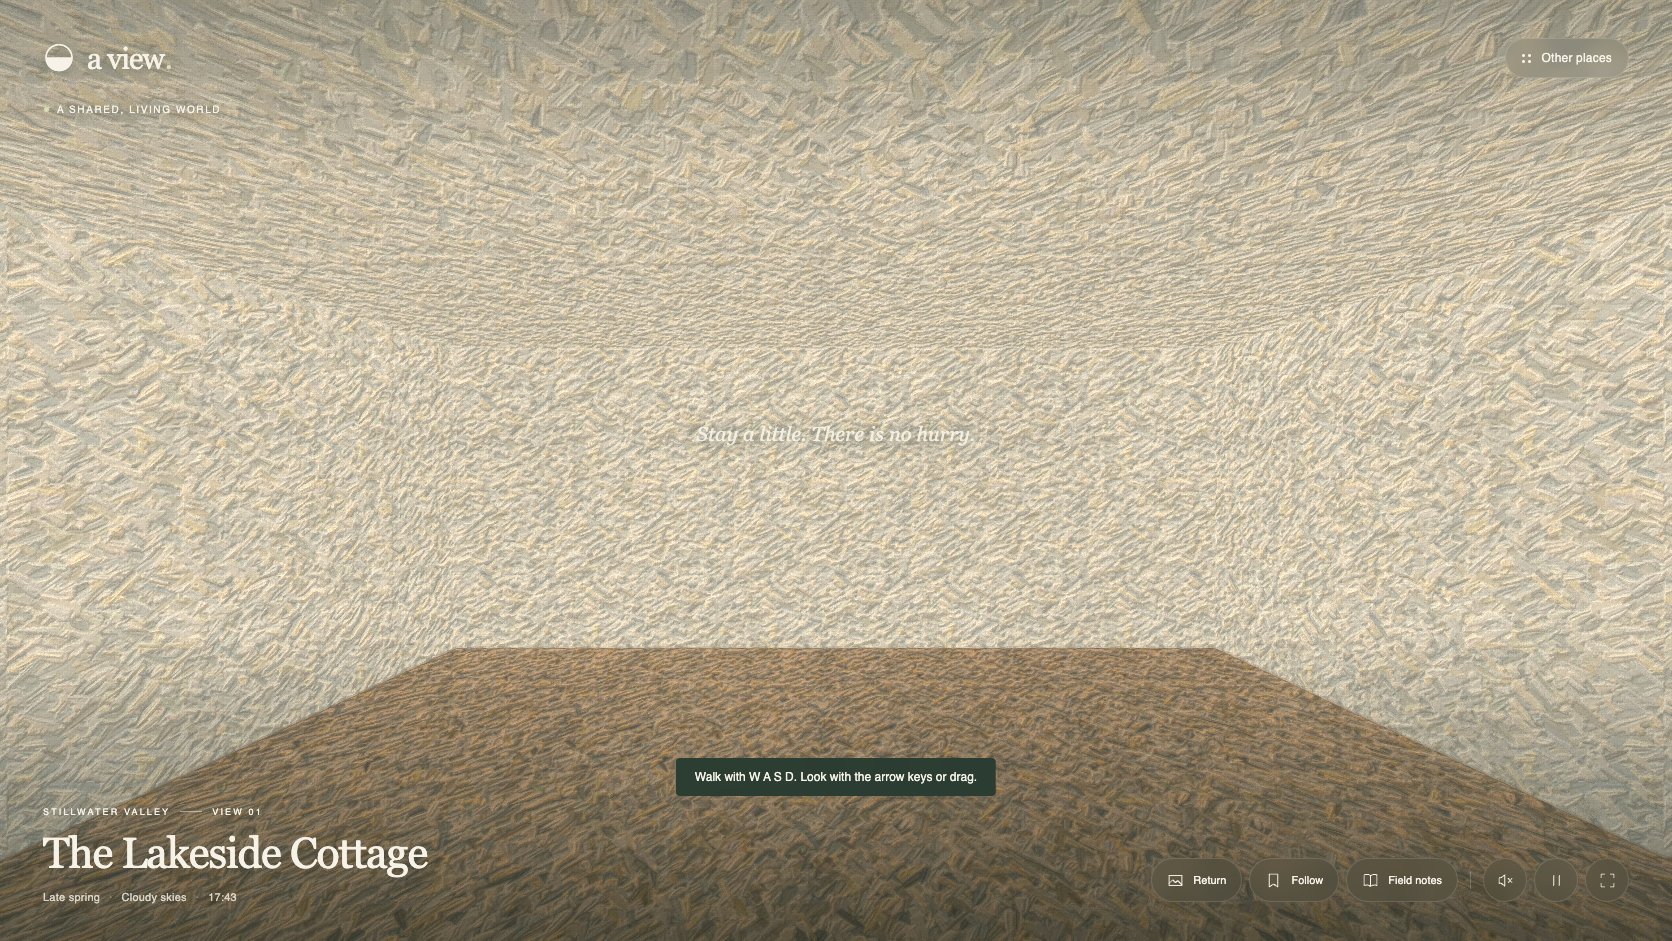 a view.
Other places
A SHARED, LIVING WORLD
Stay a little. There is no hurry.
Walk with W A S D. Look with the arrow keys or drag.
STILLWATER VALLEY — VIEW 01
The Lakeside Cottage
Late spring · Cloudy skies · 17:43
Return
Follow
Field notes